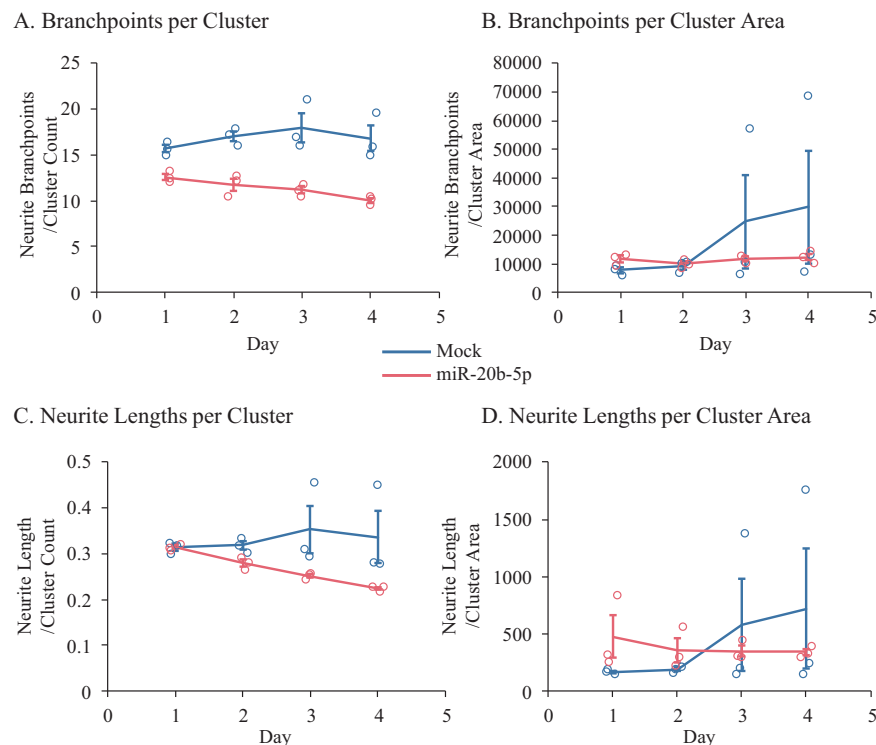 A. Branchpoints per Cluster
Neurite Branchpoints
/Cluster Count
25
20
15
10
5
0
0 1 2 3 4 5
Day
B. Branchpoints per Cluster Area
Neurite Branchpoints
/Cluster Area
80000
70000
60000
50000
40000
30000
20000
10000
0
0 1 2 3 4 5
Day
Mock
miR-20b-5p
C. Neurite Lengths per Cluster
Neurite Length
/Cluster Count
0.5
0.4
0.3
0.2
0.1
0
0 1 2 3 4 5
Day
D. Neurite Lengths per Cluster Area
Neurite Length
/Cluster Area
2000
1500
1000
500
0
0 1 2 3 4 5
Day